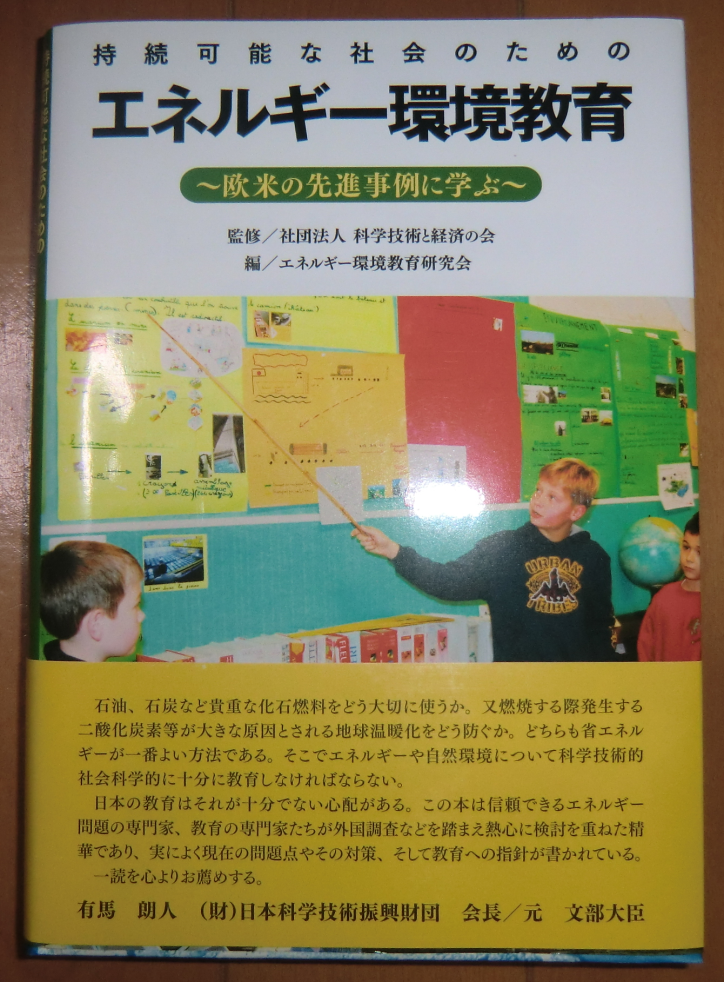 持続可能な社会のための
持続可能な社会のための
エネルギー環境教育
〜欧米の先進事例に学ぶ〜
監修／社団法人 科学技術と経済の会
編／エネルギー環境教育研究会
URBAN
TRIBES
石油、石炭など貴重な化石燃料をどう大切に使うか。又燃焼する際発生する
二酸化炭素等が大きな原因とされる地球温暖化をどう防ぐか。どちらも省エネル
ギーが一番よい方法である。そこでエネルギーや自然環境について科学技術的
社会科学的に十分に教育しなければならない。
日本の教育はそれが十分でない心配がある。この本は信頼できるエネルギー
問題の専門家、教育の専門家たちが外国調査などを踏まえ熱心に検討を重ねた精
華であり、実によく現在の問題点やその対策、そして教育への指針が書かれている。
一読を心よりお薦めする。
有馬 朗人 （財）日本科学技術振興財団 会長／元 文部大臣